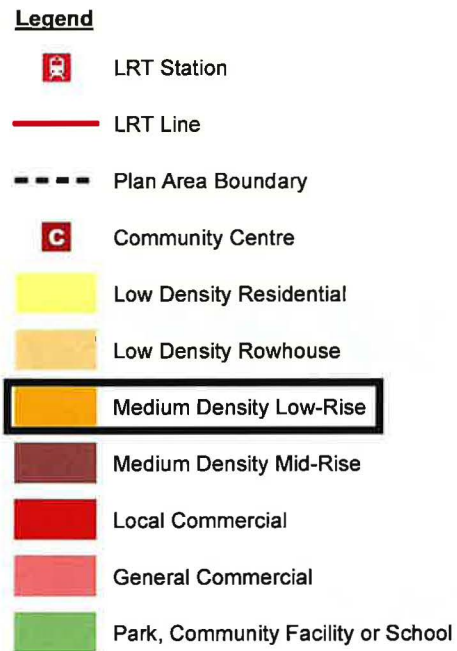 Legend
LRT Station
LRT Line
Plan Area Boundary
C Community Centre
Low Density Residential
Low Density Rowhouse
Medium Density Low-Rise
Medium Density Mid-Rise
Local Commercial
General Commercial
Park, Community Facility or School